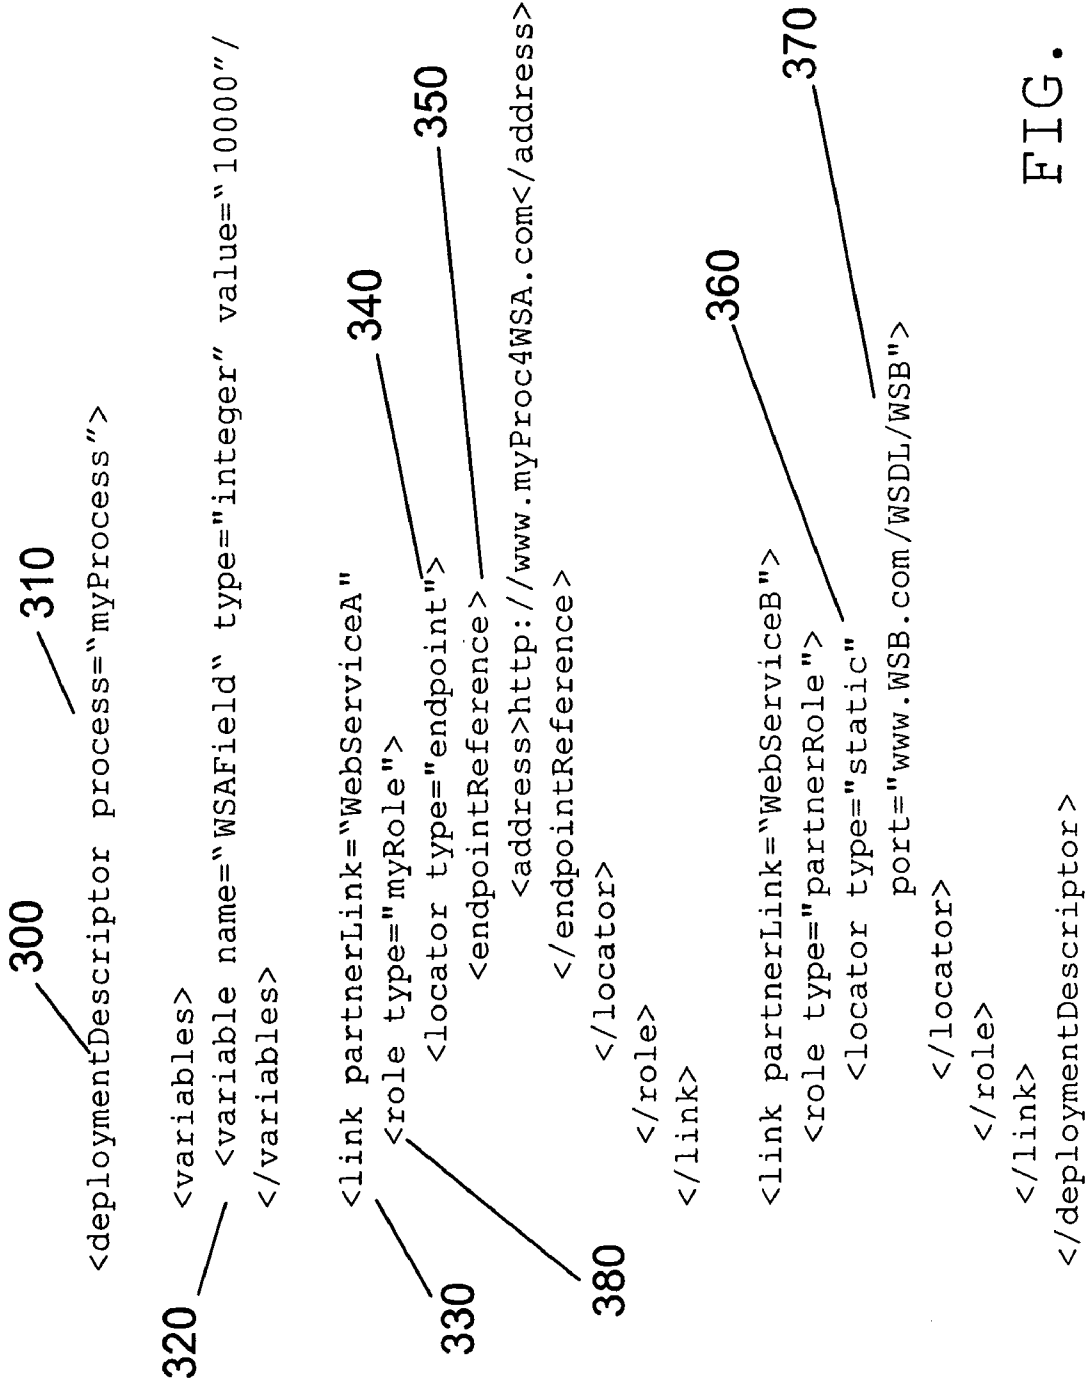 300
310
<deploymentDescriptor process=‟myProcess″>
<variables>
320
<variable name=‟WSAField‟ type="integer″ value=‟10000″/
</variables>
330
<link partnerLink=‟WebServiceA"
380
<role type="myRole">
340
<locator type="endpoint">
350
<endpointReference>
<address>http://www.myProc4WSA.com</address>
</endpointReference>
</locator>
</role>
</link>
<link partnerLink=‟WebServiceB">
<role type="partnerRole">
360
<locator type="static"
370
port="www.WSB.com/WSDL/WSB">
</locator>
</role>
</link>
</deploymentDescriptor>
FIG.